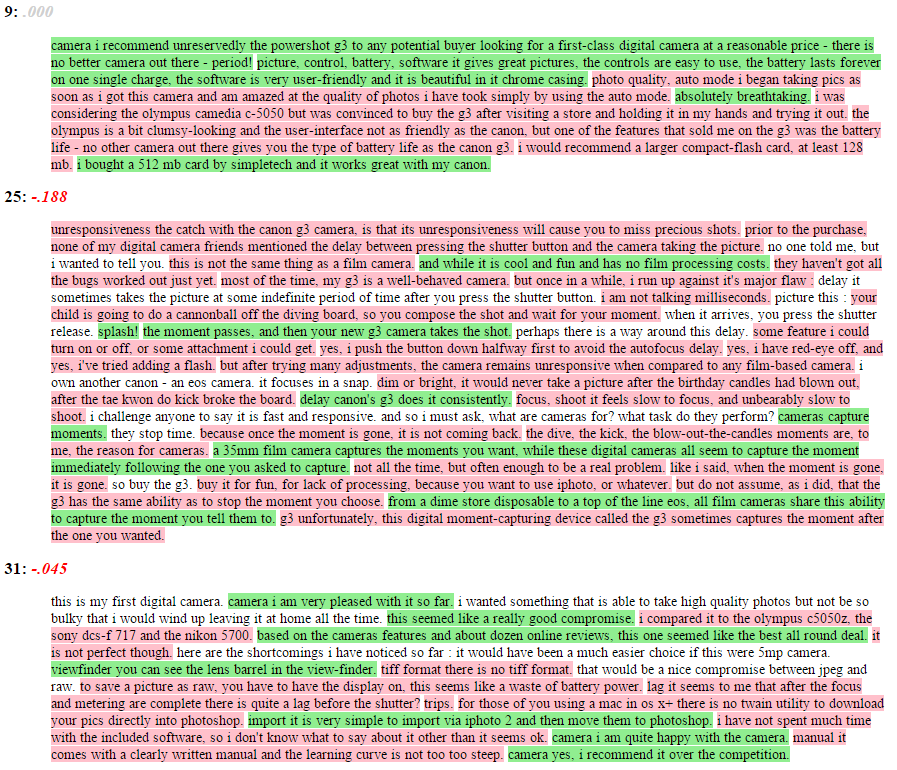 9: .000
camera i recommend unreservedly the powershot g3 to any potential buyer looking for a first-class digital camera at a reasonable price - there is
no better camera out there - period! picture, control, battery, software it gives great pictures, the controls are easy to use, the battery lasts forever
on one single charge, the software is very user-friendly and it is beautiful in it chrome casing. photo quality, auto mode i began taking pics as
soon as i got this camera and am amazed at the quality of photos i have took simply by using the auto mode. absolutely breathtaking. i was
considering the olympus camedia c-5050 but was convinced to buy the g3 after visiting a store and holding it in my hands and trying it out. the
olympus is a bit clumsy-looking and the user-interface not as friendly as the canon, but one of the features that sold me on the g3 was the battery
life - no other camera out there gives you the type of battery life as the canon g3. i would recommend a larger compact-flash card, at least 128
mb. i bought a 512 mb card by simpletech and it works great with my canon.
25: -.188
unresponsiveness the catch with the canon g3 camera, is that its unresponsiveness will cause you to miss precious shots. prior to the purchase,
none of my digital camera friends mentioned the delay between pressing the shutter button and the camera taking the picture. no one told me, but
i wanted to tell you. this is not the same thing as a film camera. and while it is cool and fun and has no film processing costs. they haven't got all
the bugs worked out just yet. most of the time, my g3 is a well-behaved camera. but once in a while, i run up against it's major flaw : delay it
sometimes takes the picture at some indefinite period of time after you press the shutter button. i am not talking milliseconds. picture this : your
child is going to do a cannonball off the diving board, so you compose the shot and wait for your moment. when it arrives, you press the shutter
release. splash! the moment passes, and then your new g3 camera takes the shot. perhaps there is a way around this delay. some feature i could
turn on or off, or some attachment i could get. yes, i push the button down halfway first to avoid the autofocus delay. yes, i have red-eye off, and
yes, i've tried adding a flash. but after trying many adjustments, the camera remains unresponsive when compared to any film-based camera. i
own another canon - an eos camera. it focuses in a snap. dim or bright, it would never take a picture after the birthday candles had blown out,
after the tae kwon do kick broke the board. delay canon's g3 does it consistently. focus, shoot it feels slow to focus, and unbearably slow to
shoot. i challenge anyone to say it is fast and responsive. and so i must ask, what are cameras for? what task do they perform? cameras capture
moments. they stop time. because once the moment is gone, it is not coming back. the dive, the kick, the blow-out-the-candles moments are, to
me, the reason for cameras. a 35mm film camera captures the moments you want, while these digital cameras all seem to capture the moment
immediately following the one you asked to capture. not all the time, but often enough to be a real problem. like i said, when the moment is gone,
it is gone. so buy the g3. buy it for fun, for lack of processing, because you want to use iphoto, or whatever. but do not assume, as i did, that the
g3 has the same ability as to stop the moment you choose. from a dime store disposable to a top of the line eos, all film cameras share this ability
to capture the moment you tell them to. g3 unfortunately, this digital moment-capturing device called the g3 sometimes captures the moment after
the one you wanted.
31: -.045
this is my first digital camera. camera i am very pleased with it so far. i wanted something that is able to take high quality photos but not be so
bulky that i would wind up leaving it at home all the time. this seemed like a really good compromise. i compared it to the olympus c5050z, the
sony dcs-f 717 and the nikon 5700. based on the cameras features and about dozen online reviews, this one seemed like the best all round deal. it
is not perfect though. here are the shortcomings i have noticed so far : it would have been a much easier choice if this were 5mp camera.
viewfinder you can see the lens barrel in the view-finder. tiff format there is no tiff format. that would be a nice compromise between jpeg and
raw. to save a picture as raw, you have to have the display on, this seems like a waste of battery power. lag it seems to me that after the focus
and metering are complete there is quite a lag before the shutter? trips. for those of you using a mac in os x+ there is no twain utility to download
your pics directly into photoshop. import it is very simple to import via iphoto 2 and then move them to photoshop. i have not spent much time
with the included software, so i don't know what to say about it other than it seems ok. camera i am quite happy with the camera. manual it
comes with a clearly written manual and the learning curve is not too too steep. camera yes, i recommend it over the competition.